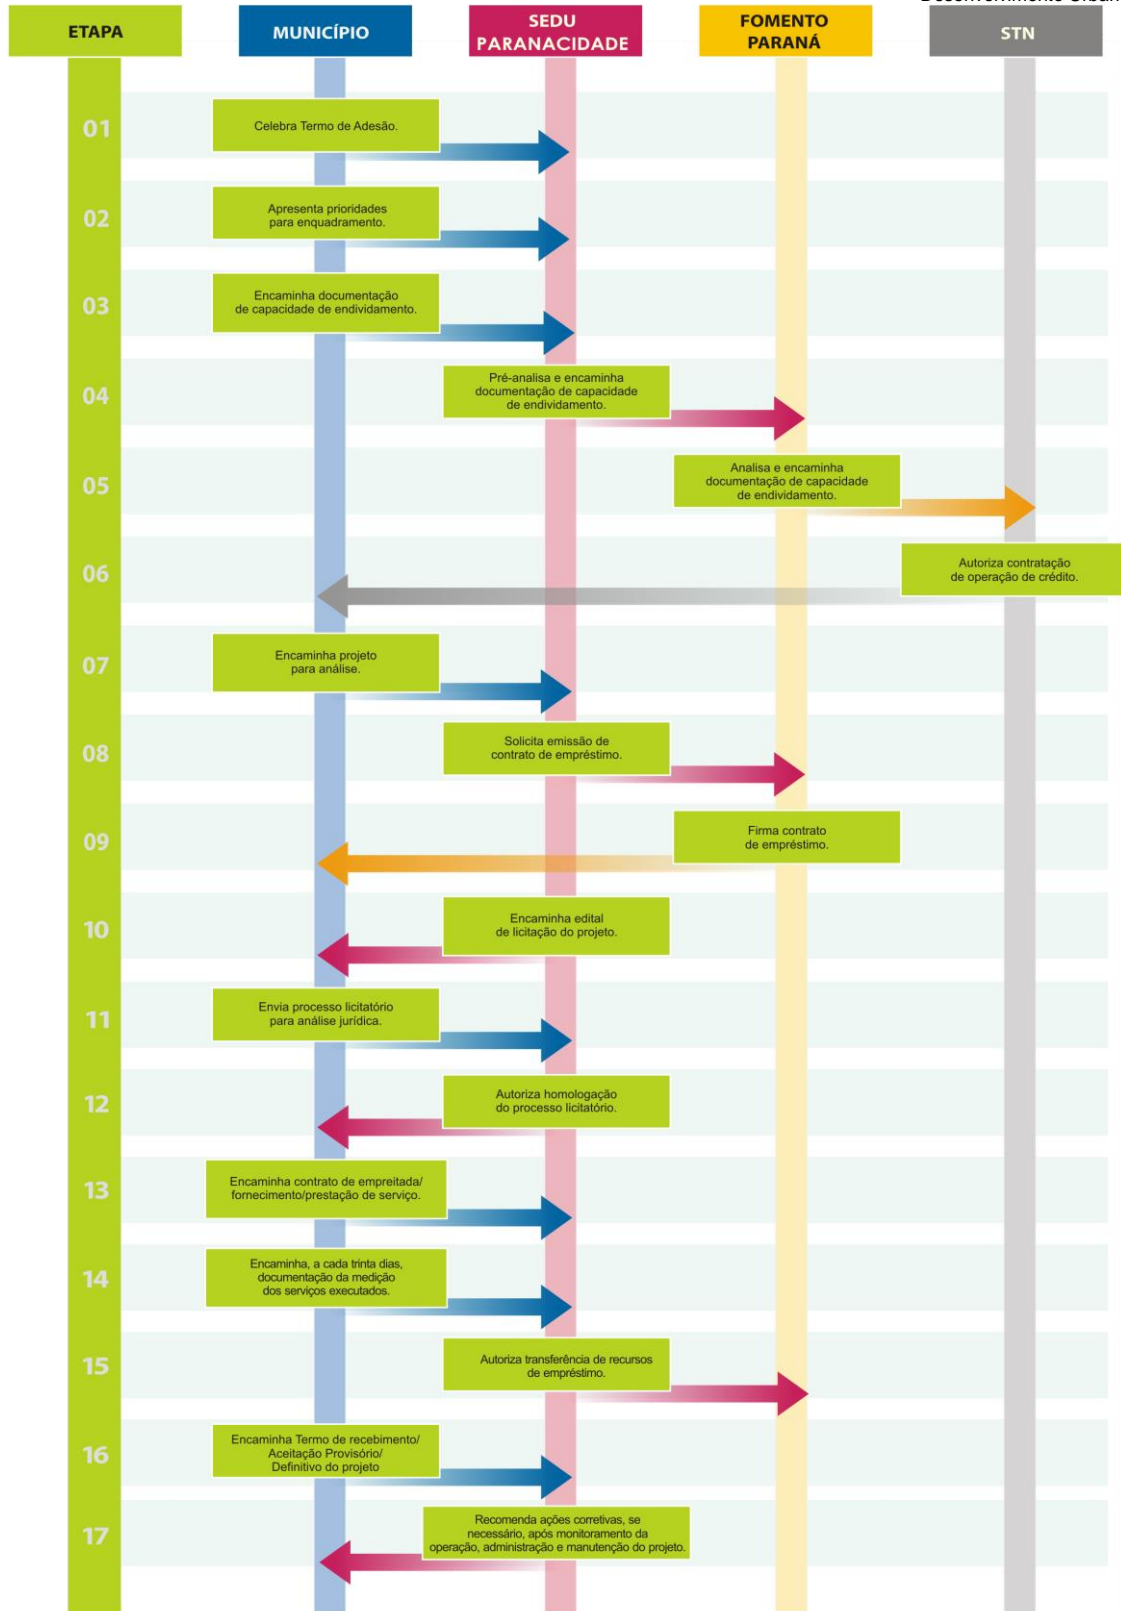 Desenvolvimento Urban
ETAPA
MUNICÍPIO
SEDU
PARANACIDADE
FOMENTO
PARANÁ
STN
01
Celebra Termo de Adesão.
02
Apresenta prioridades
para enquadramento.
03
Encaminha documentação
de capacidade de endividamento.
04
Pré-analisa e encaminha
documentação de capacidade
de endividamento.
05
Analisa e encaminha
documentação de capacidade
de endividamento.
06
Autoriza contratação
de operação de crédito.
07
Encaminha projeto
para análise.
08
Solicita emissão de
contrato de empréstimo.
09
Firma contrato
de empréstimo.
10
Encaminha edital
de licitação do projeto.
11
Envia processo licitatório
para análise jurídica.
12
Autoriza homologação
do processo licitatório.
13
Encaminha contrato de empreitada/
fornecimento/prestação de serviço.
14
Encaminha, a cada trinta dias,
documentação da medição
dos serviços executados.
15
Autoriza transferência de recursos
de empréstimo.
16
Encaminha Termo de recebimento/
Aceitação Provisório/
Definitivo do projeto
17
Recomenda ações corretivas, se
necessário, após monitoramento da
operação, administração e manutenção do projeto.